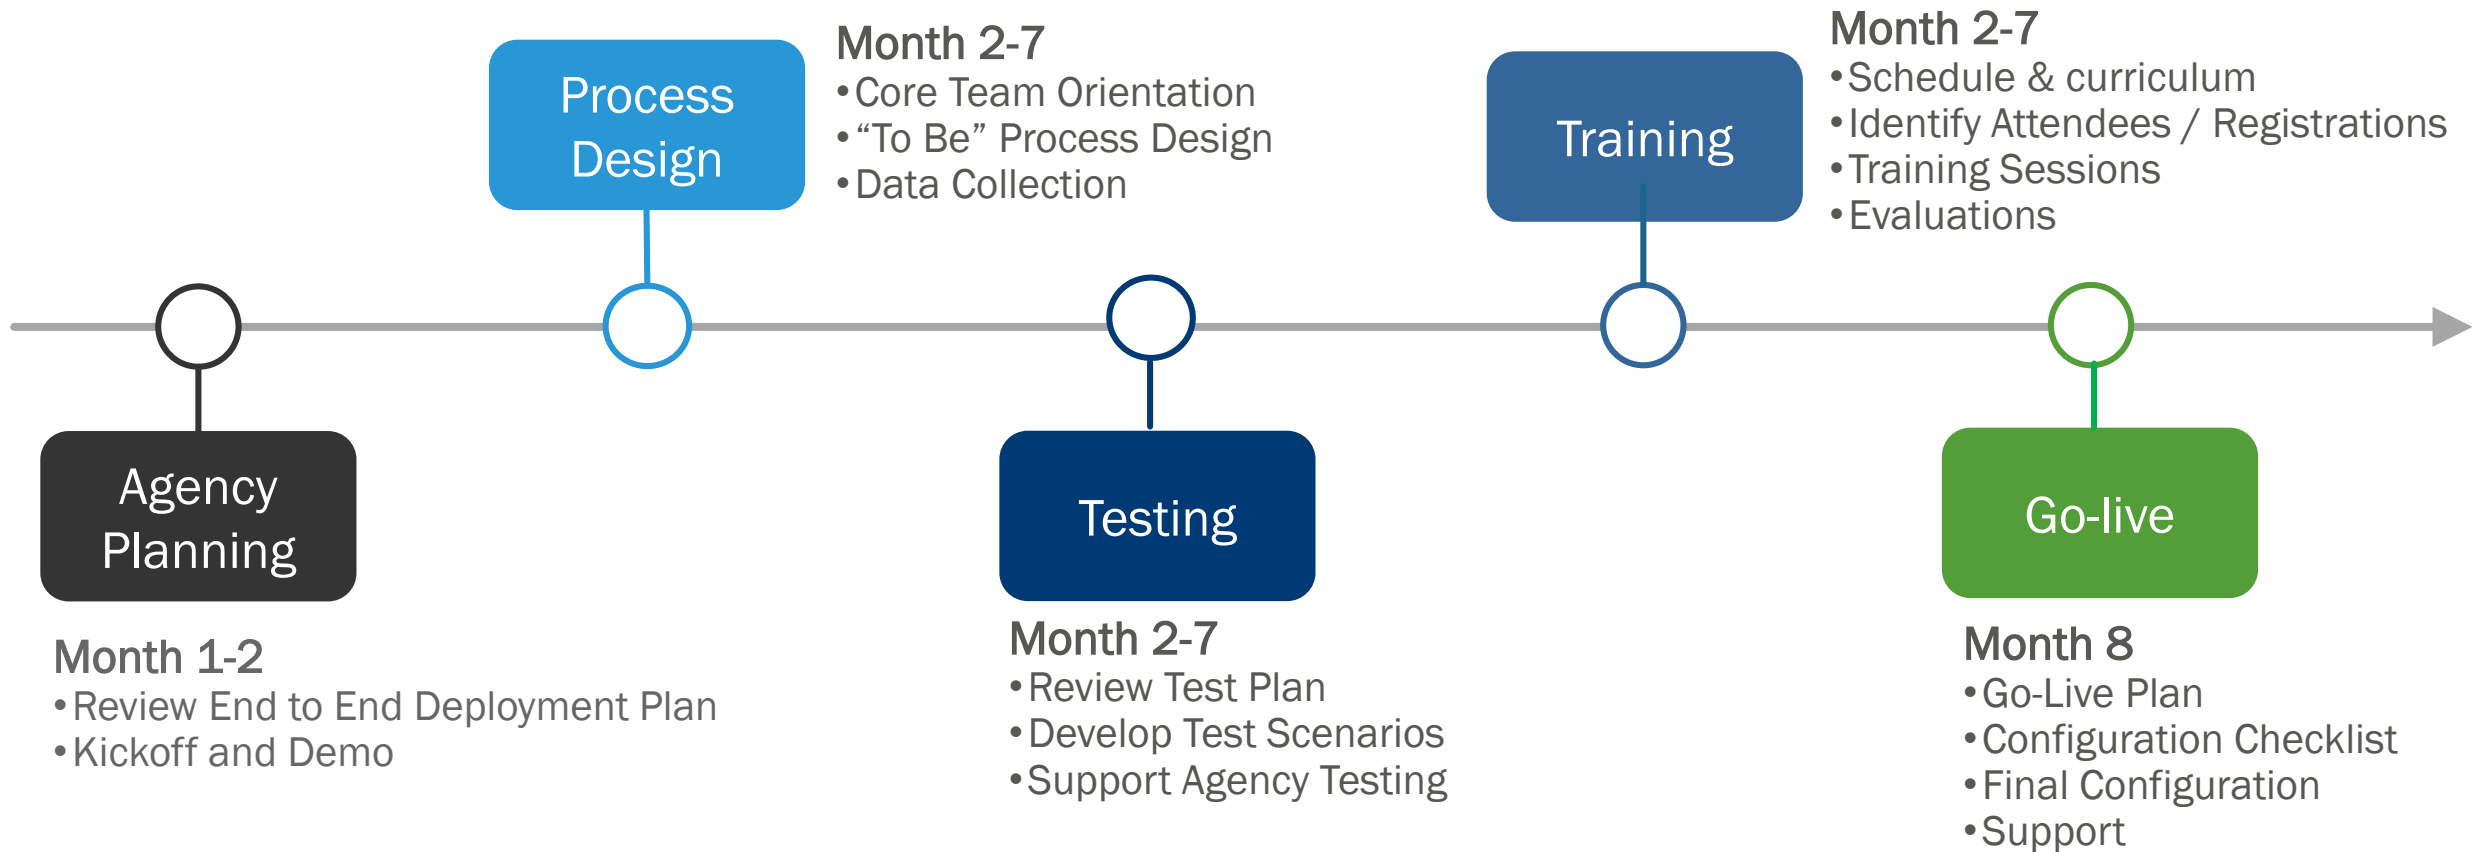 Agency
Planning
Month 1-2
•Review End to End Deployment Plan
•Kickoff and Demo
Process
Design
Month 2-7
•Core Team Orientation
•“To Be” Process Design
•Data Collection
Testing
Month 2-7
•Review Test Plan
•Develop Test Scenarios
•Support Agency Testing
Training
Month 2-7
•Schedule & curriculum
•Identify Attendees / Registrations
•Training Sessions
•Evaluations
Go-live
Month 8
•Go-Live Plan
•Configuration Checklist
•Final Configuration
•Support